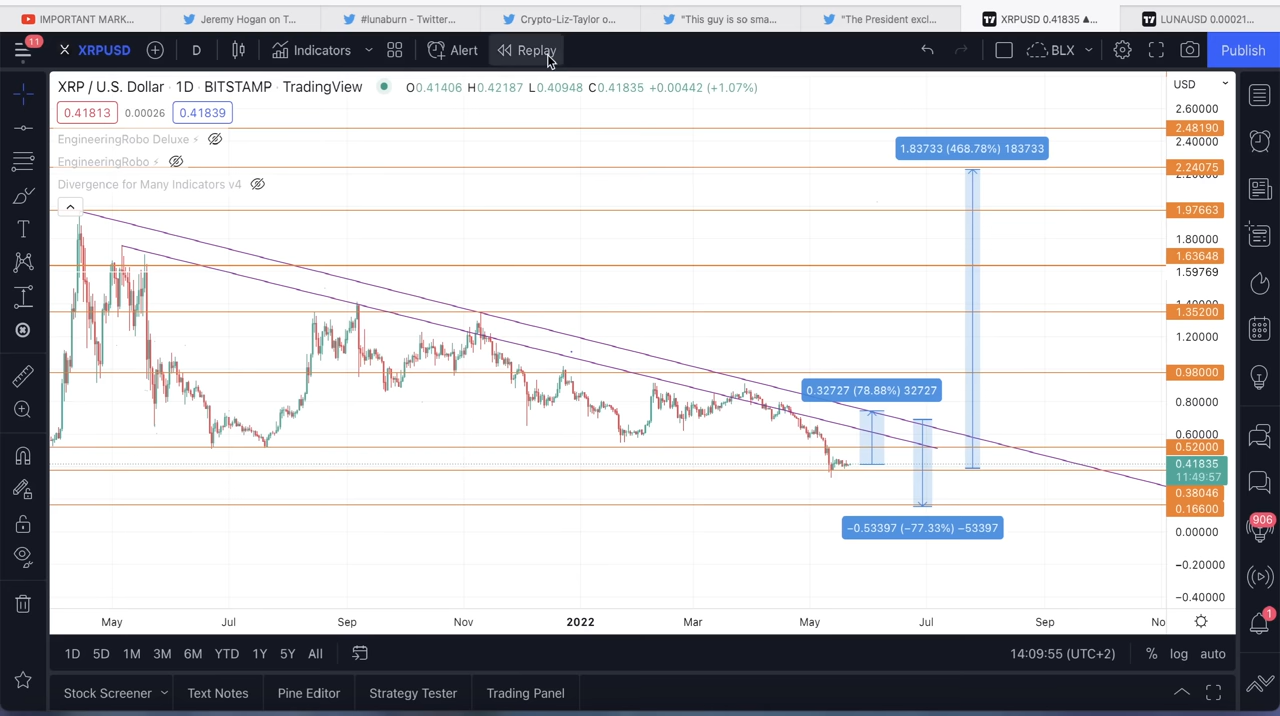 IMPORTANT MARK...
Jeremy Hogan on T...
#lunaburn - Twitter...
Crypto-Liz-Taylor o...
"This guy is so sma...
"The President excl...
XRPUSD 0.41835 ▲...
LUNAUSD 0.00021...
11
XRPUSD
D
Indicators
Alert
Replay
BLX
Publish
XRP / U.S. Dollar · 1D · BITSTAMP · TradingView
O0.41406 H0.42187 L0.40948 C0.41835 +0.00442 (+1.07%)
USD
0.41813
0.00026
0.41839
EngineeringRobo Deluxe
EngineeringRobo
Divergence for Many Indicators v4
1.83733 (468.78%) 183733
0.32727 (78.88%) 32727
−0.53397 (−77.33%) −53397
2.60000
2.48190
2.40000
2.24075
2.20000
1.97663
1.80000
1.63648
1.59769
1.40000
1.35200
1.20000
0.98000
0.80000
0.60000
0.52000
0.41835
11:49:57
0.38046
0.16600
0.00000
−0.20000
−0.40000
906
1
May
Jul
Sep
Nov
2022
Mar
May
Jul
Sep
No
1D 5D 1M 3M 6M YTD 1Y 5Y All
14:09:55 (UTC+2)
% log auto
Stock Screener
Text Notes
Pine Editor
Strategy Tester
Trading Panel